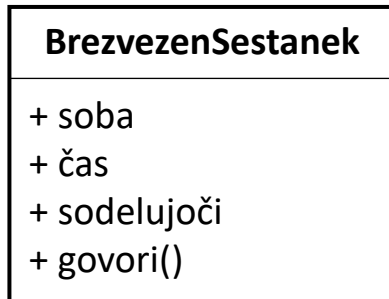 BrezvezenSestanek
+ soba
+ čas
+ sodelujoči
+ govori()